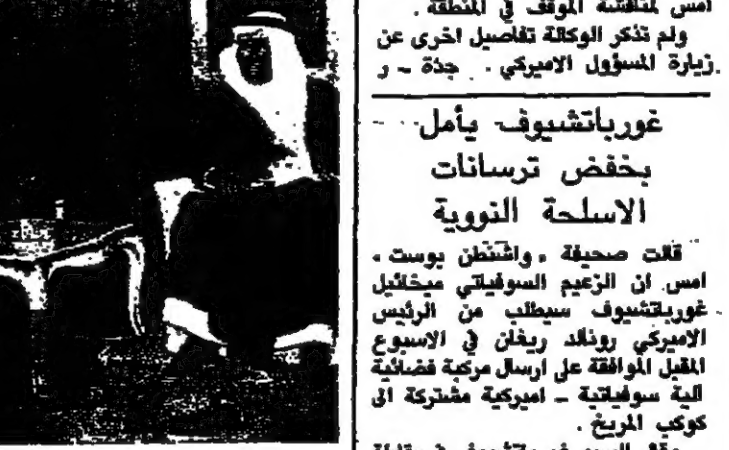 امس لمناقشة الموقف في المنطقة .
ولم تذكر الوكالة تفاصيل اخرى عن
زيارة المسؤول الاميركي . جدة - ر
غورباتشيوف يأمل
بخفض ترسانات
الاسلحة النووية
قالت صحيفة « واشنطن بوست »
امس ان الزعيم السوفياتي ميخائيل
غورباتشيوف سيطلب من الرئيس
الاميركي رونالد ريغان في الاسبوع
المقبل الموافقة على ارسال مركبة فضائية
آلية سوفياتية - اميركية مشتركة الى
كوكب المريخ .